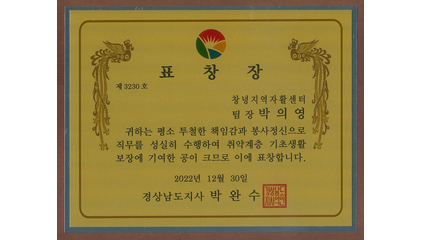 표창장
제 3230 호
창녕지역자활센터
팀장 박의영
귀하는 평소 투철한 책임감과 봉사정신으로
직무를 성실히 수행하여 취약계층 기초생활
보장에 기여한 공이 크므로 이에 표창합니다.
2022년 12월 30일
경상남도지사 박완수